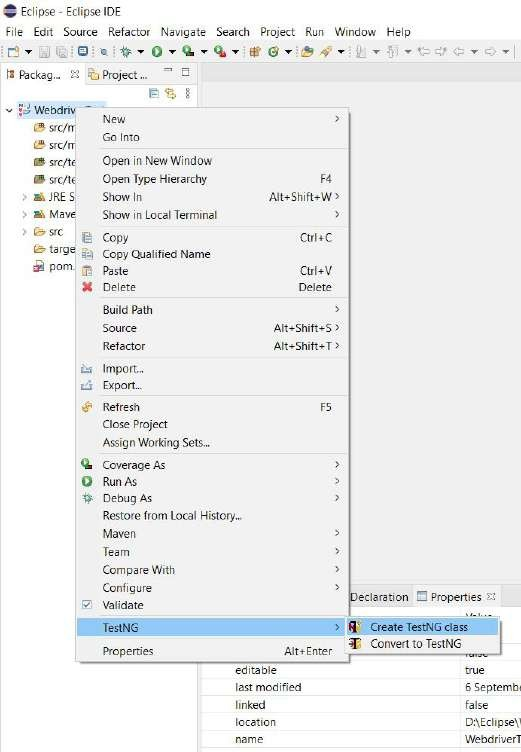 Eclipse - Eclipse IDE
File Edit Source Refactor Navigate Search Project Run Window Help
Packag... Project ...
Webdriv
New
src/m
Go Into
src/m
src/te
Open in New Window
src/te
Open Type Hierarchy F4
JRE S
Show In Alt+Shift+W
Mave
Show in Local Terminal
src
Copy Ctrl+C
targe
Copy Qualified Name
pom.
Paste Ctrl+V
Delete Delete
Build Path
Source Alt+Shift+S
Refactor Alt+Shift+T
Import...
Export...
Refresh F5
Close Project
Assign Working Sets...
Coverage As
Run As
Debug As
Restore from Local History...
Maven
Team
Compare With
Configure
Declaration Properties
Validate
Value
TestNG
Create TestNG class
Convert to TestNG
false
Properties Alt+Enter
editable true
last modified 6 Septembe
linked false
location D:\Eclipse\
name WebdriverT